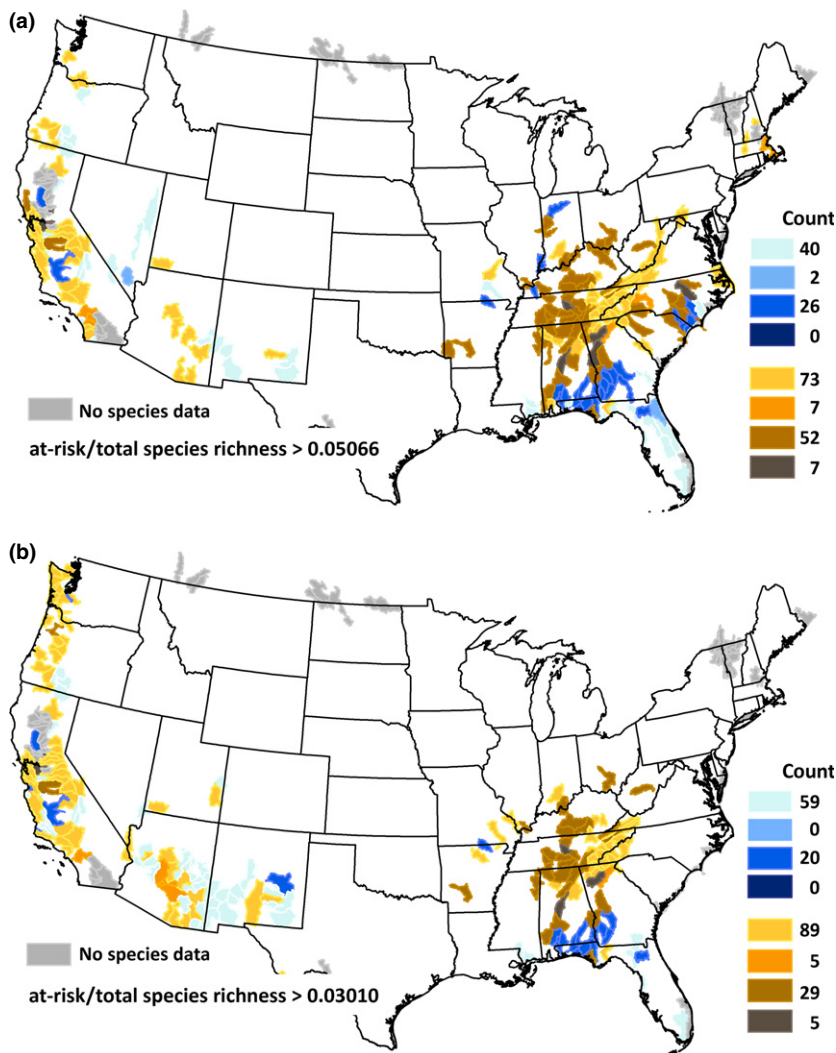 (a)
Count
40
2
26
0
73
7
52
7
No species data
at-risk/total species richness > 0.05066
(b)
Count
59
0
20
0
89
5
29
5
No species data
at-risk/total species richness > 0.03010